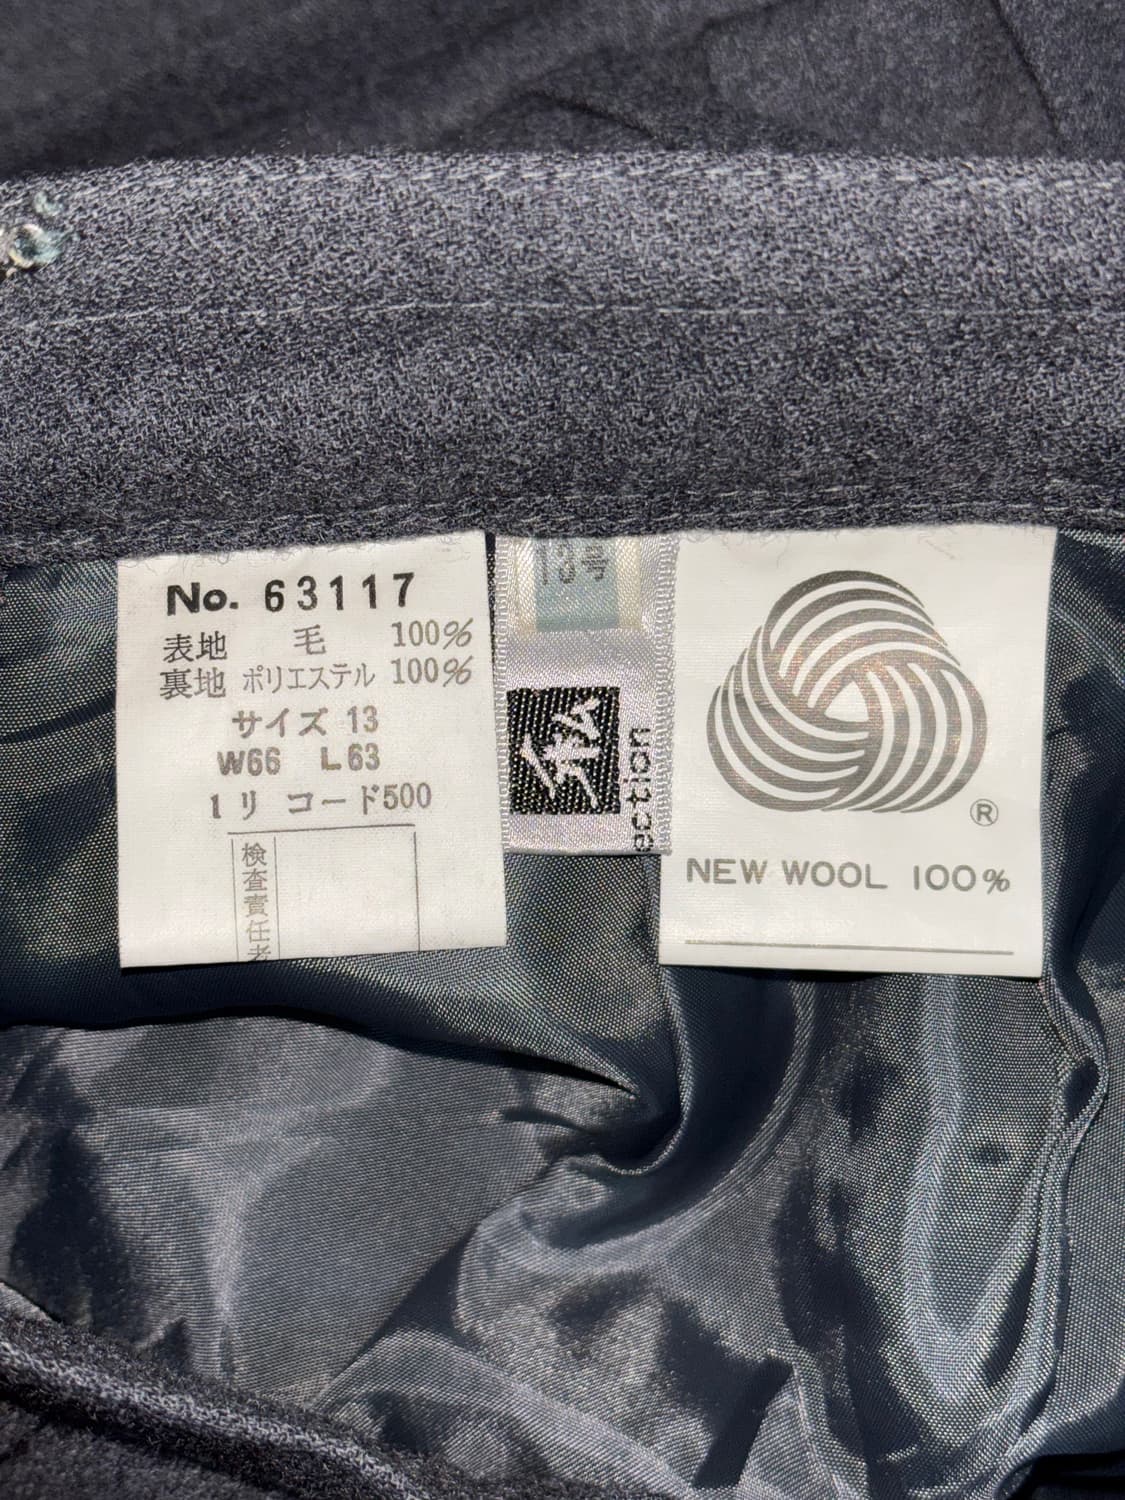 No. 63117
表地 毛 100%
裏地 ポリエステル 100%
サイズ 13
W66 L63
1リ コード500
検査責任者
13号
ection
®
NEW WOOL 100%